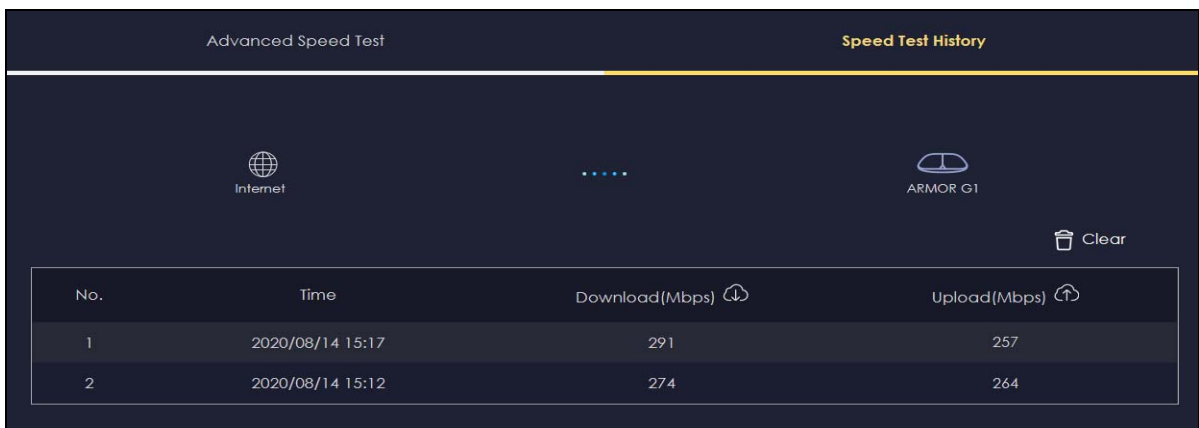 Advanced Speed Test Speed Test History
Internet ARMOR G1
Clear
No. Time Download(Mbps) Upload(Mbps)
1 2020/08/14 15:17 291 257
2 2020/08/14 15:12 274 264